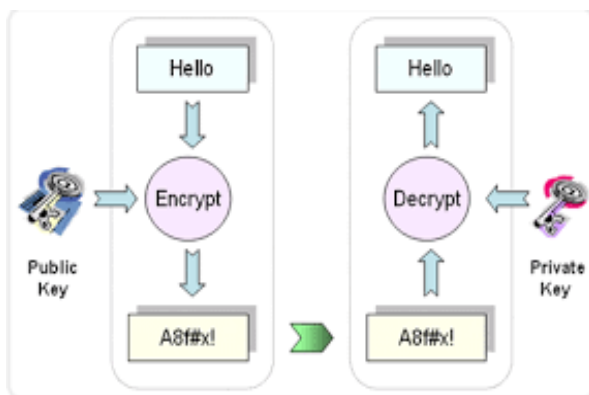 Hello
Hello
Encrypt
Decrypt
Public
Key
Private
Key
A8f#x!
A8f#x!